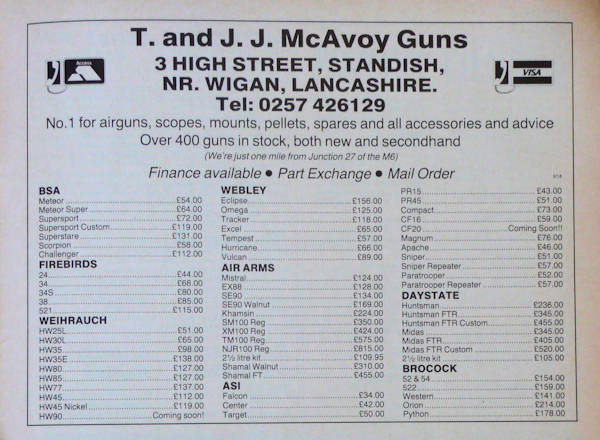 T. and J. J. McAvoy Guns
Access
VISA
3 HIGH STREET, STANDISH,
NR. WIGAN, LANCASHIRE.
Tel: 0257 426129
No.1 for airguns, scopes, mounts, pellets, spares and all accessories and advice
Over 400 guns in stock, both new and secondhand
(We're just one mile from Junction 27 of the M6)
Finance available ● Part Exchange ● Mail Order
BSA
Meteor £54.00
Meteor Super £64.00
Supersport £72.00
Supersport Custom £119.00
Superstare £131.00
Scorpion £58.00
Challenger £112.00
FIREBIRDS
24 £44.00
34 £68.00
34S £80.00
38 £85.00
521 £115.00
WEIHRAUCH
HW25L £51.00
HW30L £65.00
HW35 £98.00
HW35E £138.00
HW80 £127.00
HW85 £127.00
HW77 £137.00
HW45 £112.00
HW45 Nickel £119.00
HW90 Coming soon!
WEBLEY
Eclipse £156.00
Omega £125.00
Tracker £118.00
Excel £65.00
Tempest £57.00
Hurricane £66.00
Vulcan £89.00
AIR ARMS
Mistral £124.00
EX88 £128.00
SE90 £134.00
SE90 Walnut £169.00
Khamsin £224.00
SM100 Reg £350.00
XM100 Reg £424.00
TM100 Reg £575.00
NJR100 Reg £815.00
2½ litre kit £109.95
Shamal Walnut £310.00
Shamal FT £455.00
ASI
Falcon £34.00
Center £42.00
Target £50.00
PR15 £43.00
PR45 £51.00
Compact £73.00
CF16 £59.00
CF20 Coming Soon!!
Magnum £76.00
Apache £46.00
Sniper £51.00
Sniper Repeater £57.00
Paratrooper £52.00
Paratrooper Repeater £57.00
DAYSTATE
Huntsman £236.00
Huntsman FTR £345.00
Huntsman FTR Custom £455.00
Midas £345.00
Midas FTR £405.00
Midas FTR Custom £520.00
2½ litre kit £105.00
BROCOCK
52 & 54 £154.00
522 £159.00
Western £141.00
Orion £214.00
Python £178.00